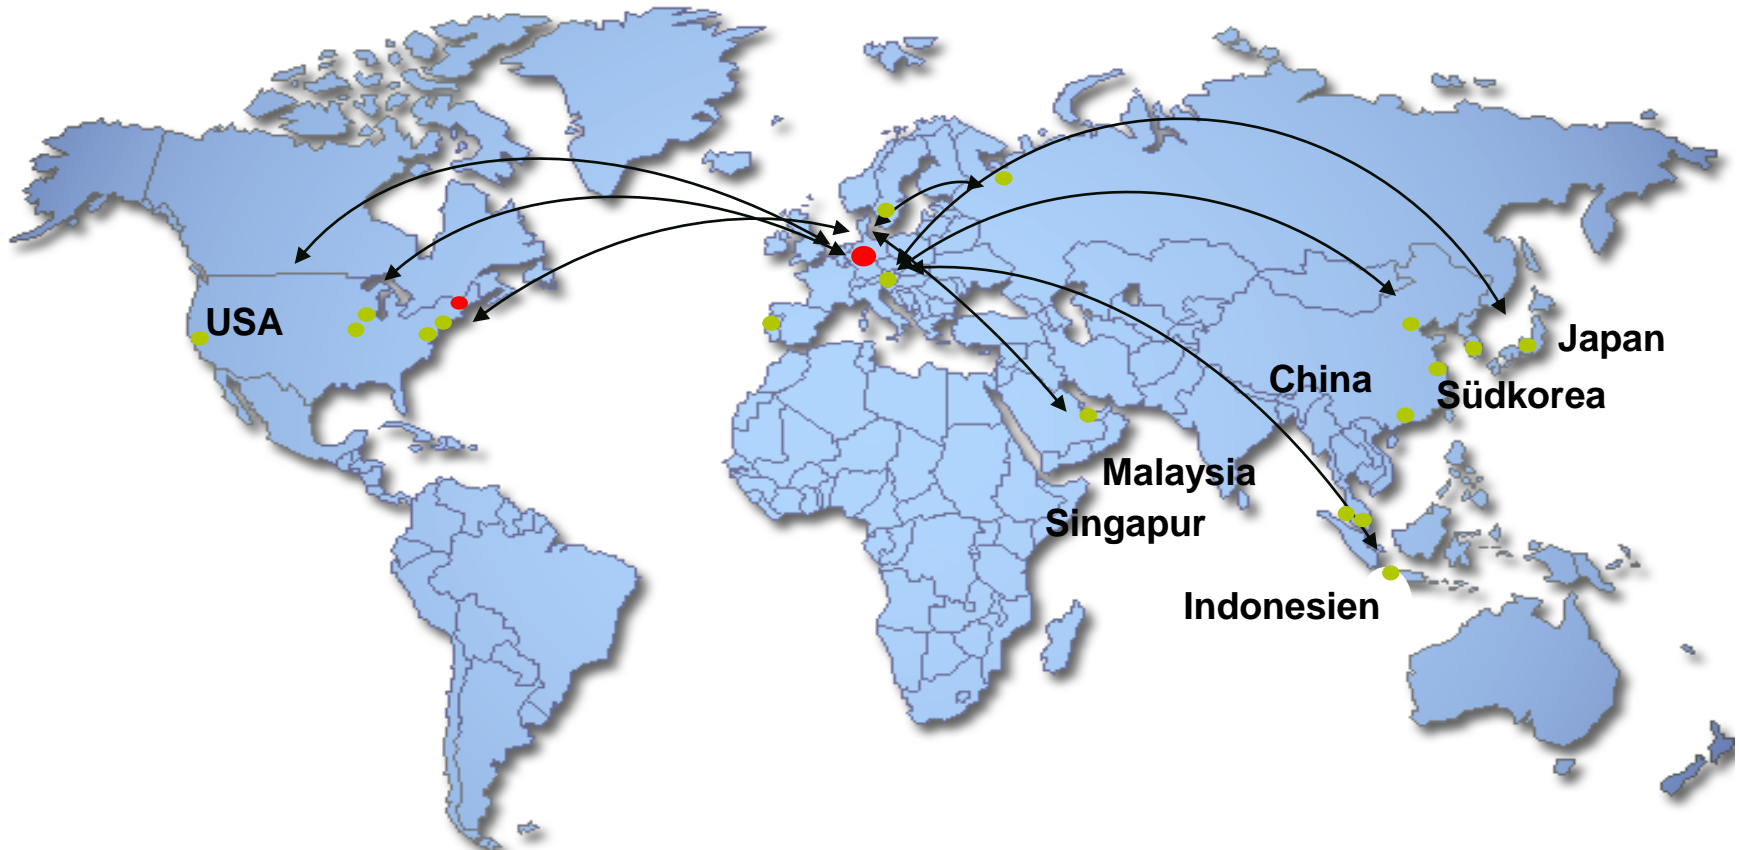 USA
Japan
China
Südkorea
Malaysia
Singapur
Indonesien